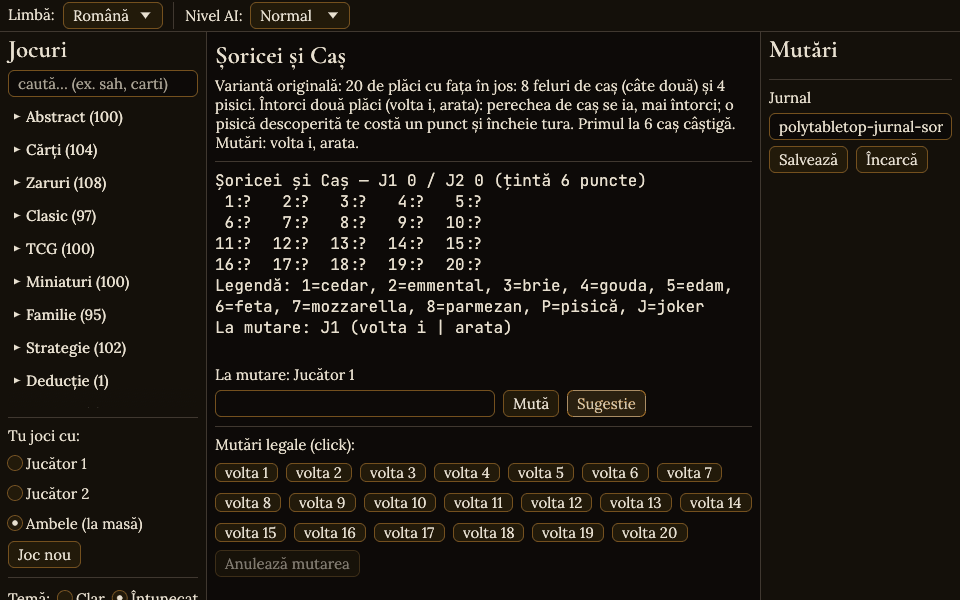 Limbă: Română ▼ Nivel AI: Normal ▼
Jocuri
caută... (ex. sah, carti)
▸ Abstract (100)
▸ Cărți (104)
▸ Zaruri (108)
▸ Clasic (97)
▸ TCG (100)
▸ Miniaturi (100)
▸ Familie (95)
▸ Strategie (102)
▸ Deducție (1)
Tu joci cu:
Jucător 1
Jucător 2
Ambele (la masă)
Joc nou
Temă: Clar Întunecat
Șoricei și Caș
Variantă originală: 20 de plăci cu fața în jos: 8 feluri de caș (câte două) și 4
pisici. Întorci două plăci (volta i, arata): perechea de caș se ia, mai întorci; o
pisică descoperită te costă un punct și încheie tura. Primul la 6 caș câștigă.
Mutări: volta i, arata.
Șoricei și Caș — J1 0 / J2 0 (țintă 6 puncte)
1:? 2:? 3:? 4:? 5:?
6:? 7:? 8:? 9:? 10:?
11:? 12:? 13:? 14:? 15:?
16:? 17:? 18:? 19:? 20:?
Legendă: 1=cedar, 2=emmental, 3=brie, 4=gouda, 5=edam,
6=feta, 7=mozzarella, 8=parmezan, P=pisică, J=joker
La mutare: J1 (volta i | arata)
La mutare: Jucător 1
Mută Sugestie
Mutări legale (click):
volta 1 volta 2 volta 3 volta 4 volta 5 volta 6 volta 7
volta 8 volta 9 volta 10 volta 11 volta 12 volta 13 volta 14
volta 15 volta 16 volta 17 volta 18 volta 19 volta 20
Anulează mutarea
Mutări
Jurnal
polytabletop-jurnal-sor
Salvează Încarcă